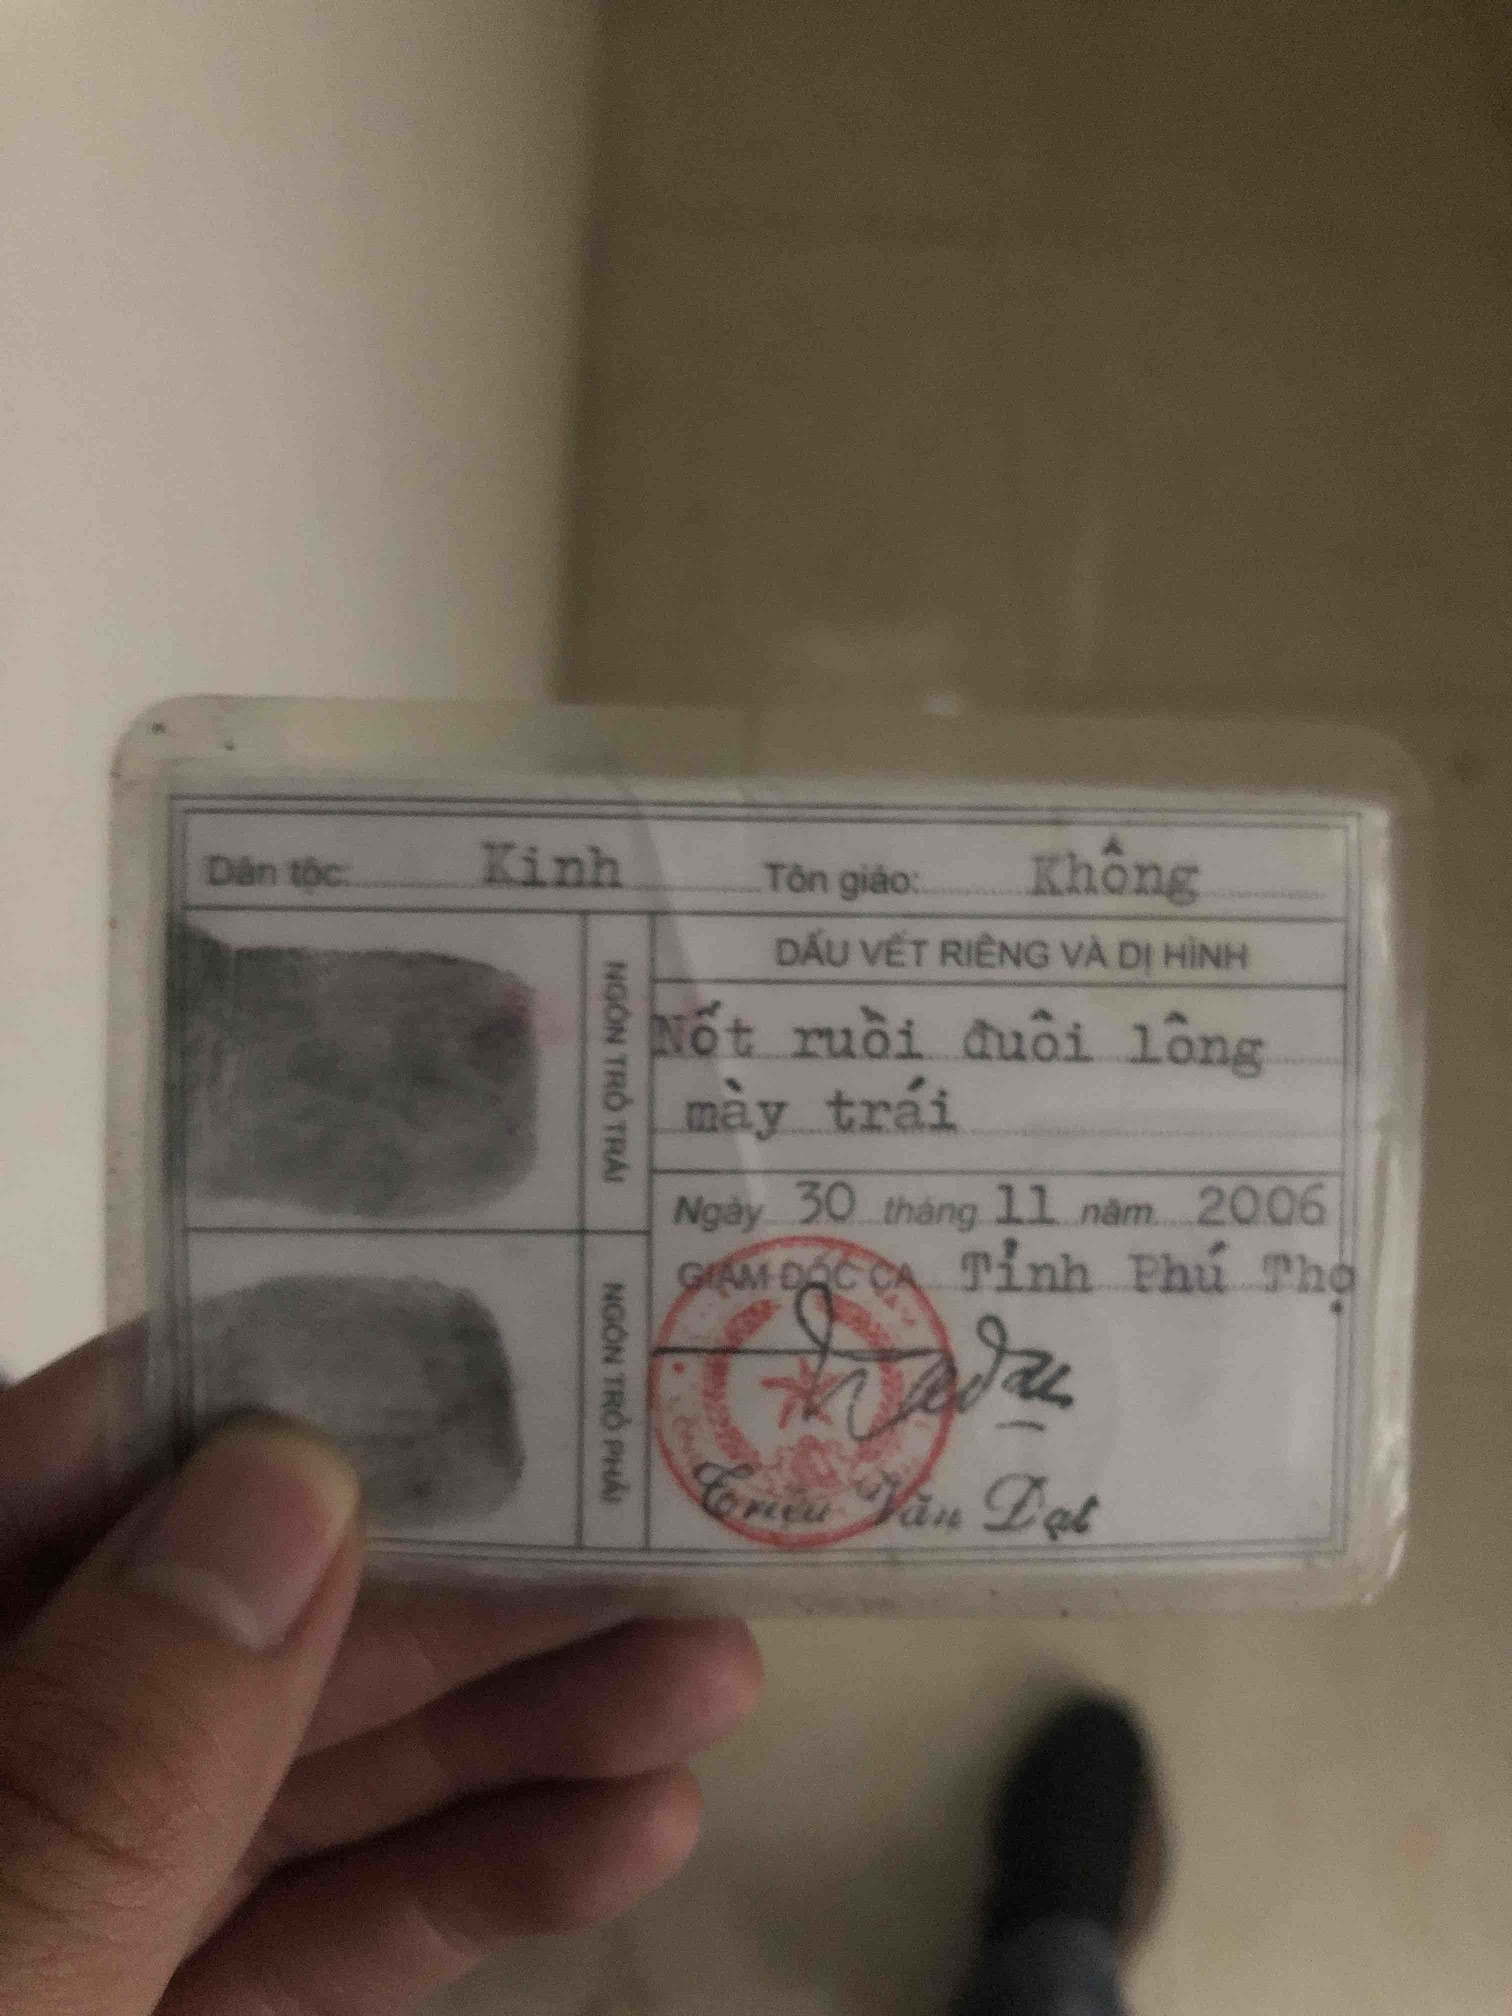 Dân tộc: Kinh Tôn giáo: Không
NGÓN TRỎ TRÁI
DẤU VẾT RIÊNG VÀ DỊ HÌNH
Nốt ruồi đuôi lông
mày trái
Ngày 30 tháng 11 năm 2006
GIÁM ĐỐC CA Tỉnh Phú Thọ
NGÓN TRỎ PHẢI
Triệu Văn Đạt